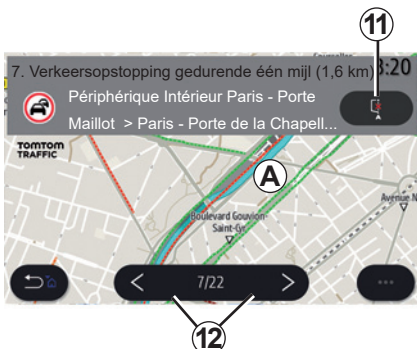 11
7. Verkeersopstopping gedurende één mijl (1,6 km)
3:20
Périphérique Intérieur Paris - Porte
Maillot > Paris - Porte de la Chapell...
TOMTOM
TRAFFIC
A
Avenue N
Boulevard Gouvion-
Saint-Cyr
7/22
12